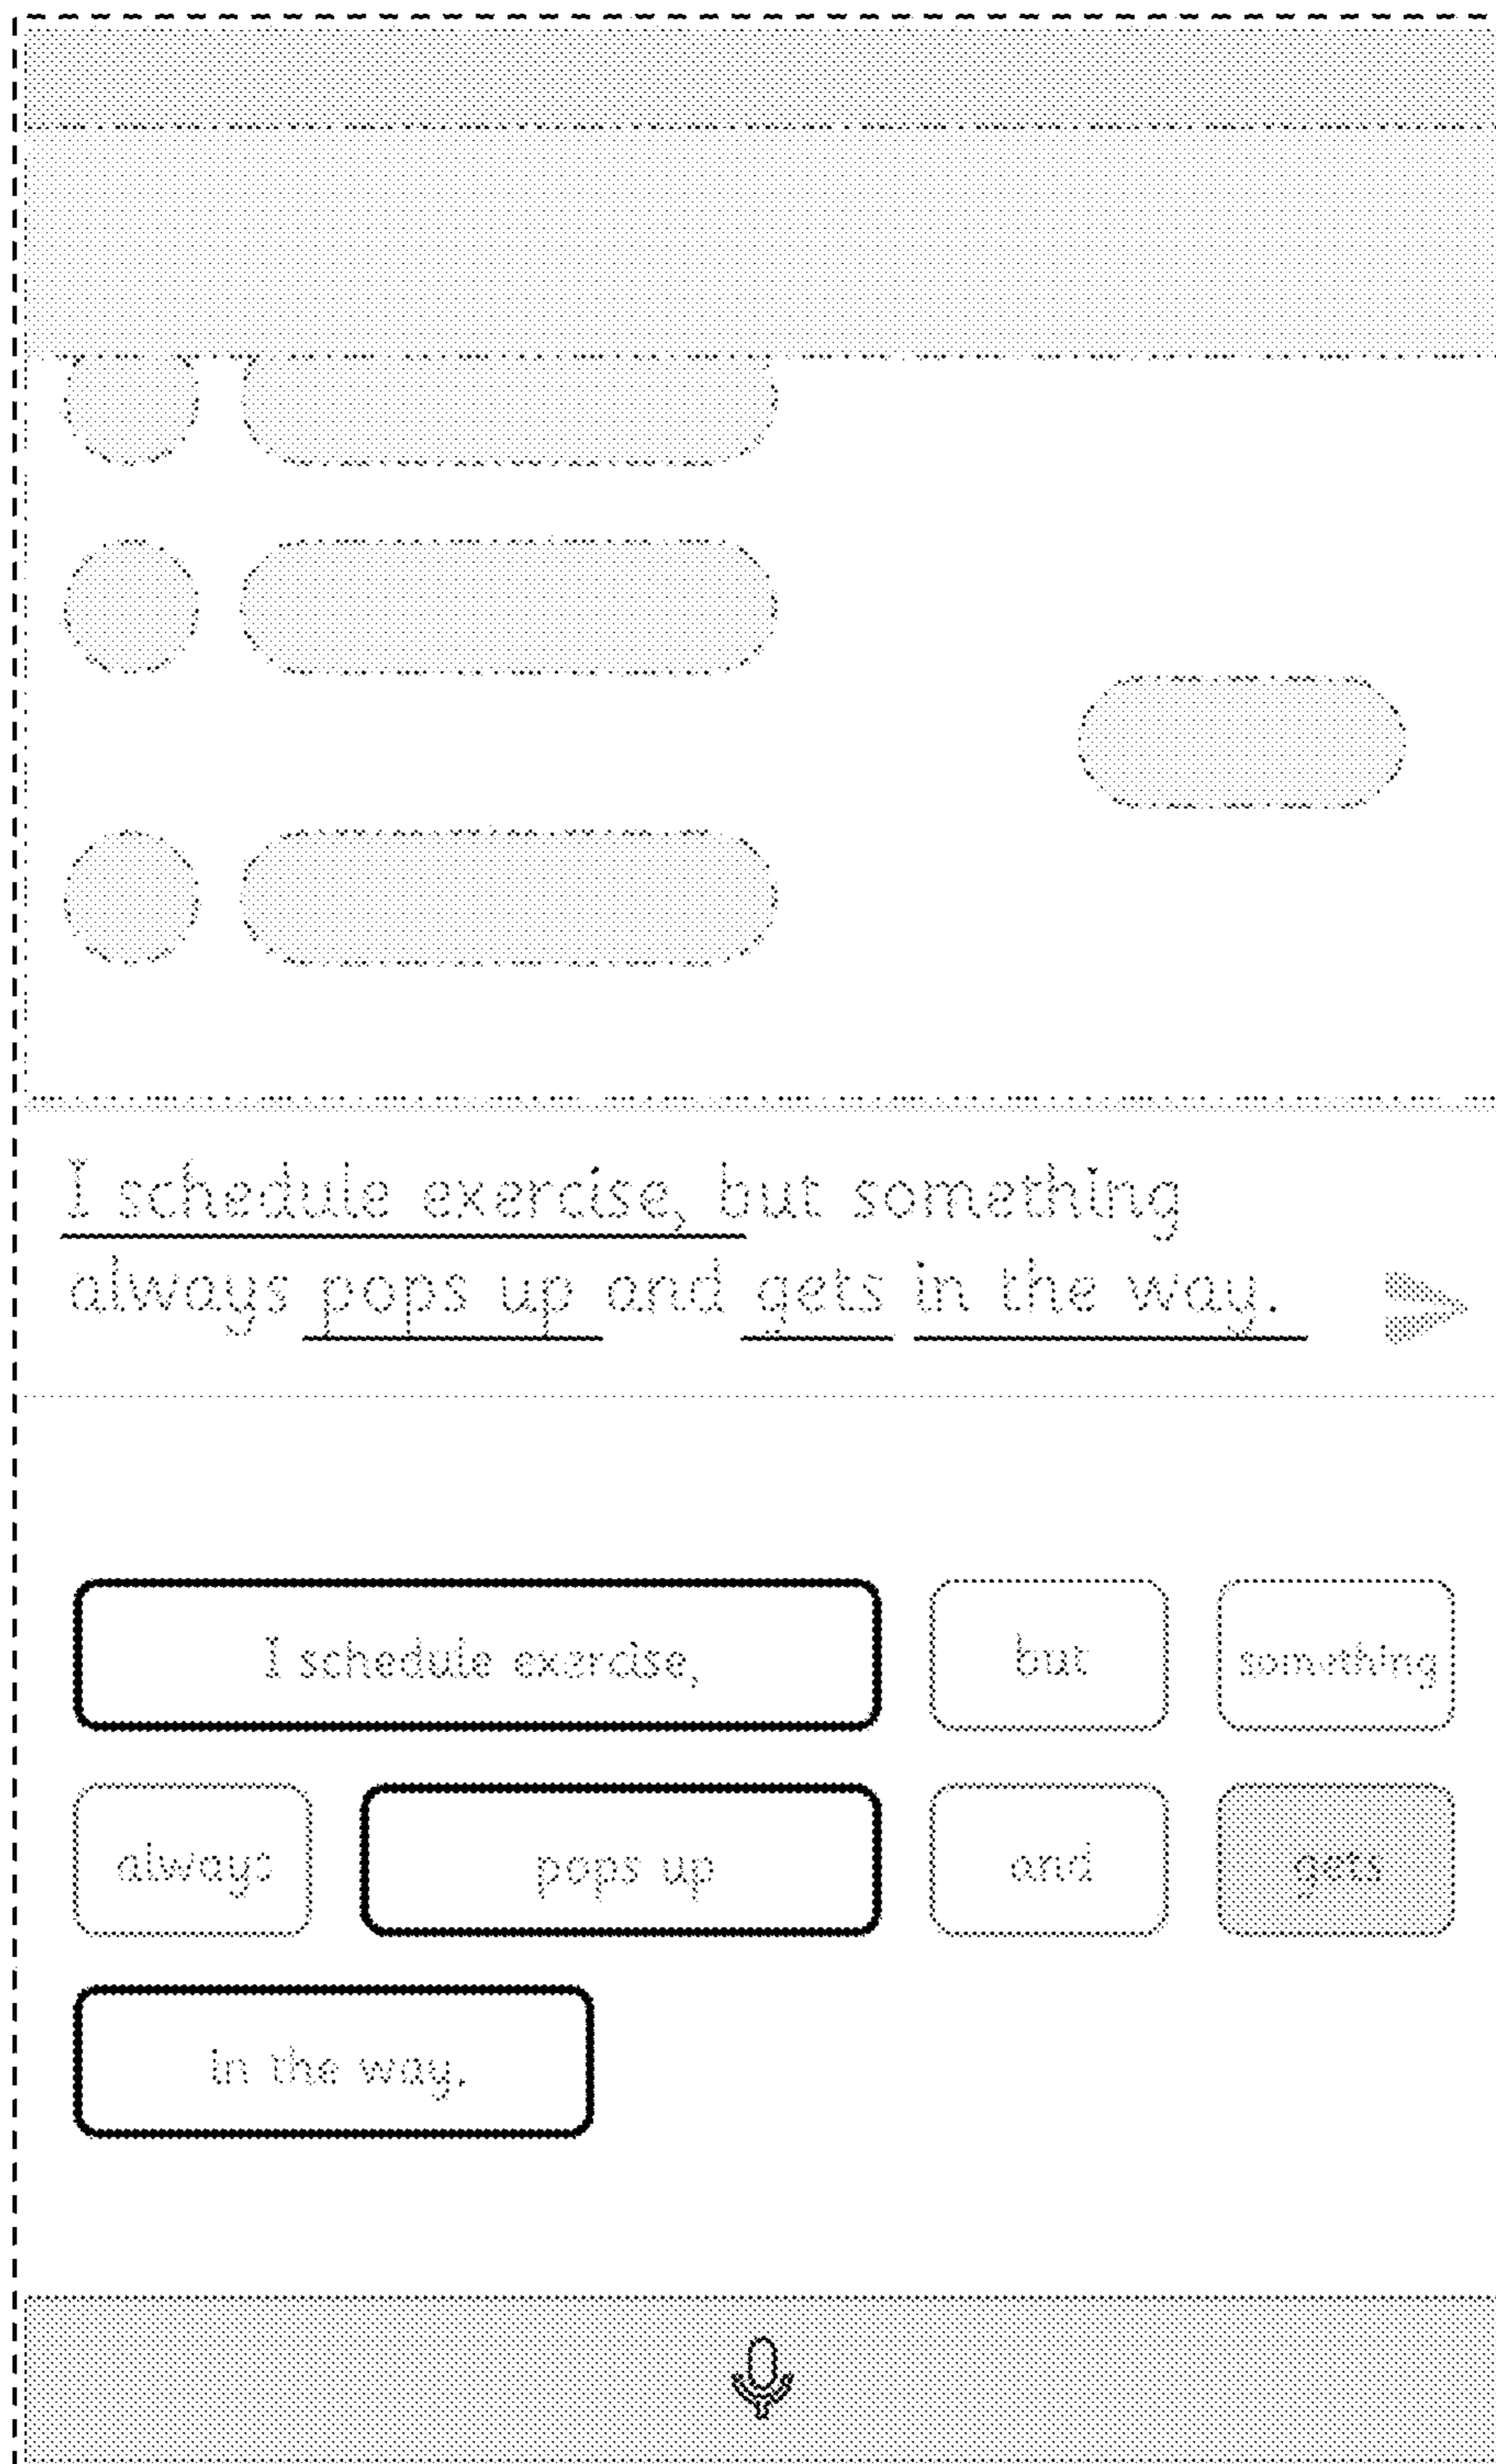 I schedule exercise, but something
always pops up and gets in the way.
I schedule exercise, but something
always pops up and gets
in the way.